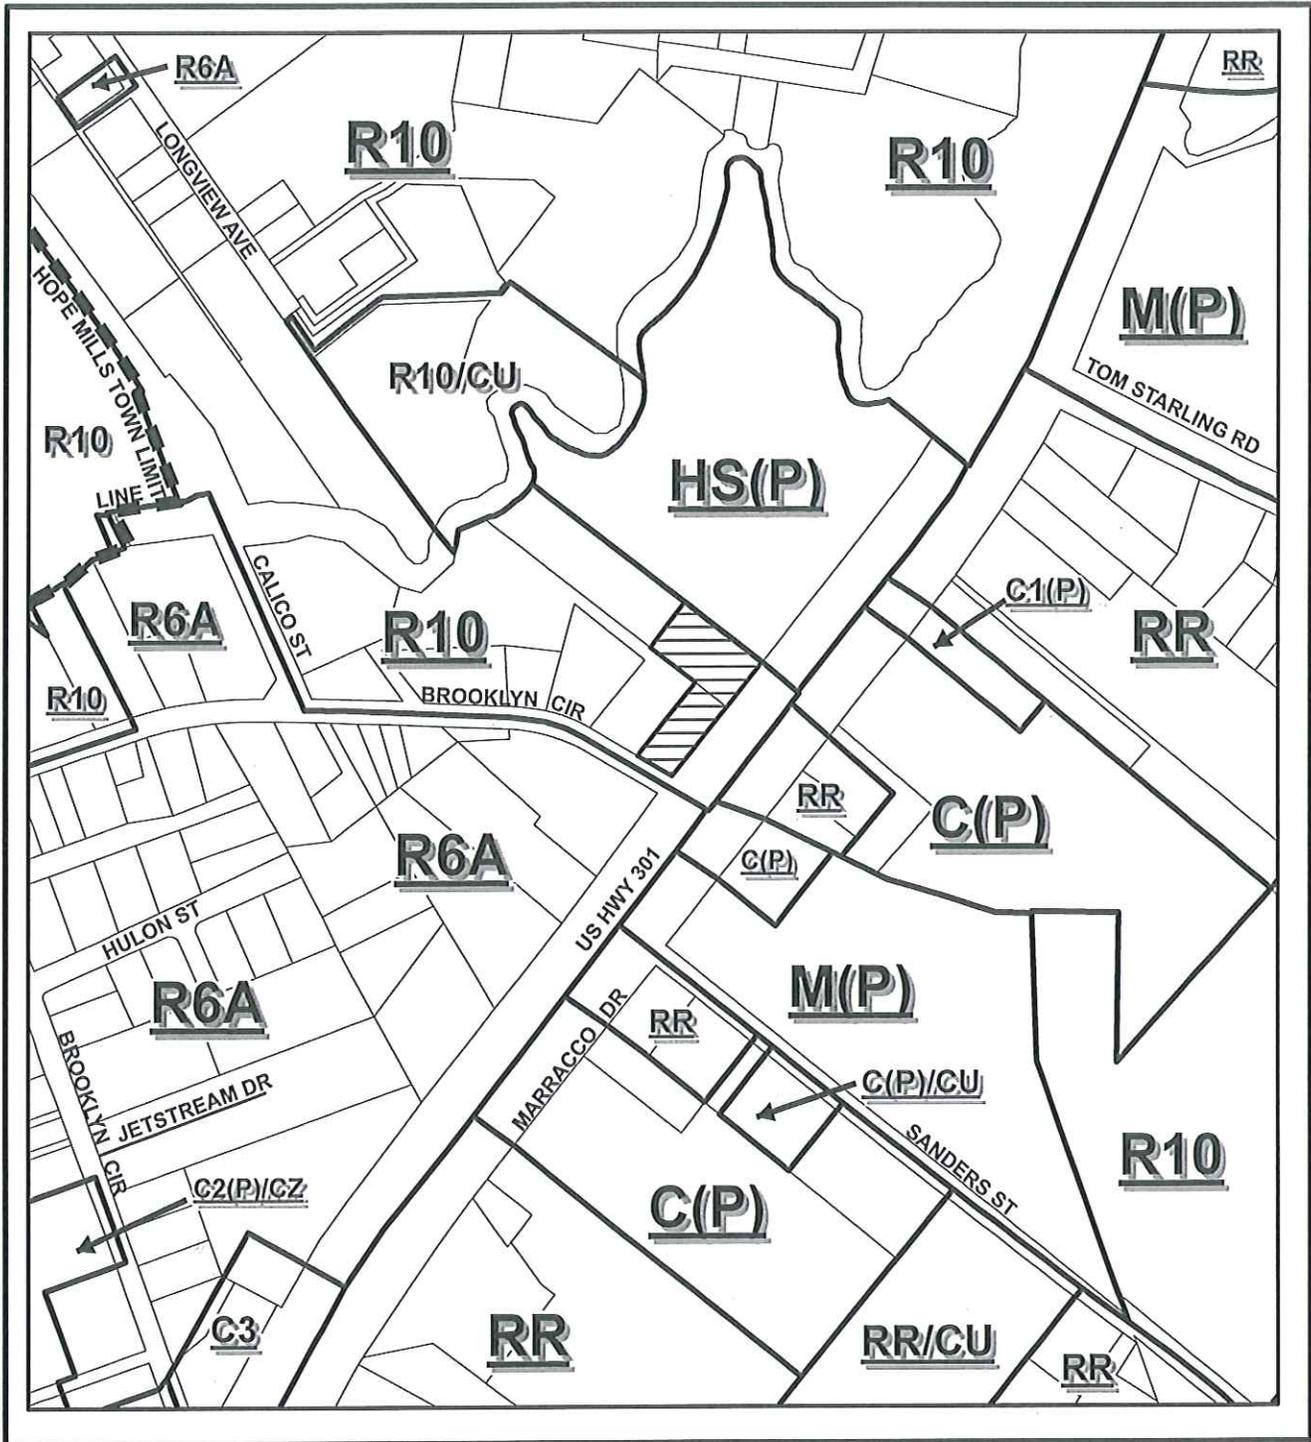 R6A
RR
R10
R10
LONGVIEW AVE
M(P)
HOPE MILLS TOWN LIMIT
LINE
R10
R10/CU
TOM STARLING RD
HS(P)
CALICO ST
C1(P)
R6A
R10
RR
R10
BROOKLYN CIR
RR
C(P)
R6A
C(P)
US HWY 301
HULON ST
M(P)
R6A
RR
MARRACCO DR
BROOKLYN CIR
JETSTREAM DR
C(P)/CU
SANDERS ST
R10
C2(P)/CZ
C(P)
C3
RR
RR/CU
RR